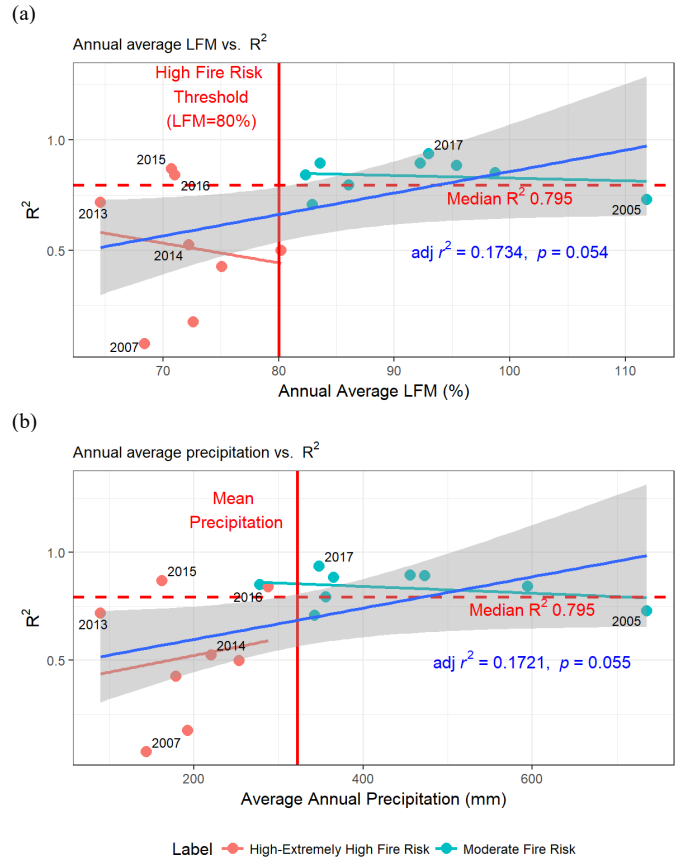 (a)
Annual average LFM vs. R²
High Fire Risk
Threshold
(LFM=80%)
1.0
2015
2017
2016
Median R² 0.795
2013
2005
R²
0.5
2014
adj r² = 0.1734, p = 0.054
2007
70 80 90 100 110
Annual Average LFM (%)
(b)
Annual average precipitation vs. R²
Mean
Precipitation
1.0
2017
2015
2016
Median R² 0.795
2013
2005
R²
2014
0.5
adj r² = 0.1721, p = 0.055
2007
200 400 600
Average Annual Precipitation (mm)
Label High-Extremely High Fire Risk Moderate Fire Risk